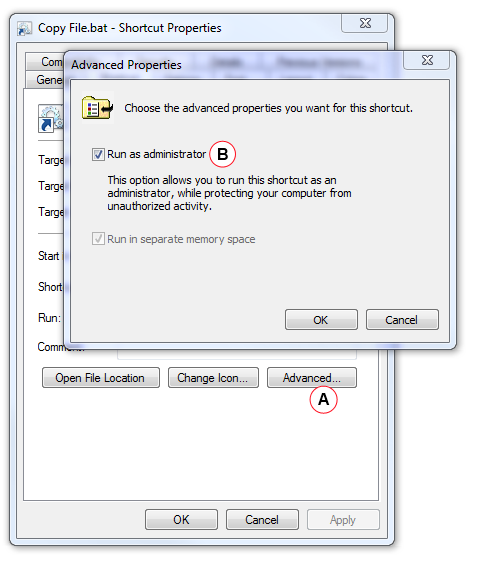 Copy File.bat - Shortcut Properties
Advanced Properties
Choose the advanced properties you want for this shortcut.
Run as administrator B
This option allows you to run this shortcut as an
administrator, while protecting your computer from
unauthorized activity.
Run in separate memory space
OK Cancel
Com
Gener
Targe
Targe
Targe
Start
Short
Run:
Comment:
Open File Location Change Icon... Advanced...
A
OK Cancel Apply